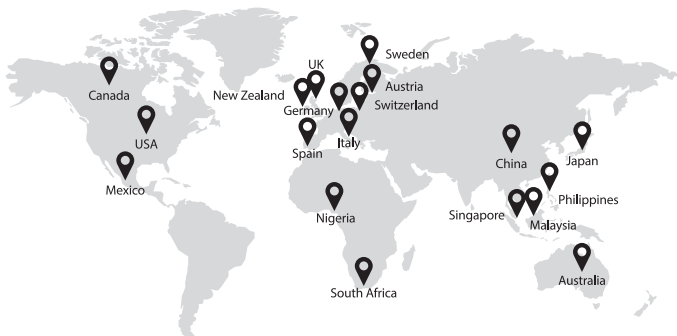 Sweden
UK
Austria
Canada
New Zealand
Switzerland
Germany
USA
Italy
Spain
China
Japan
Mexico
Philippines
Nigeria
Singapore
Malaysia
Australia
South Africa